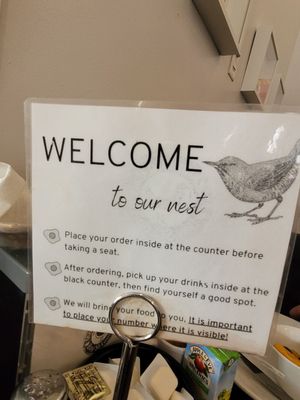 WELCOME
to our nest
Place your order inside at the counter before
taking a seat.
After ordering, pick up your drinks inside at the
black counter, then find yourself a good spot.
We will bring your food to you, It is important
to place your number where it is visible!